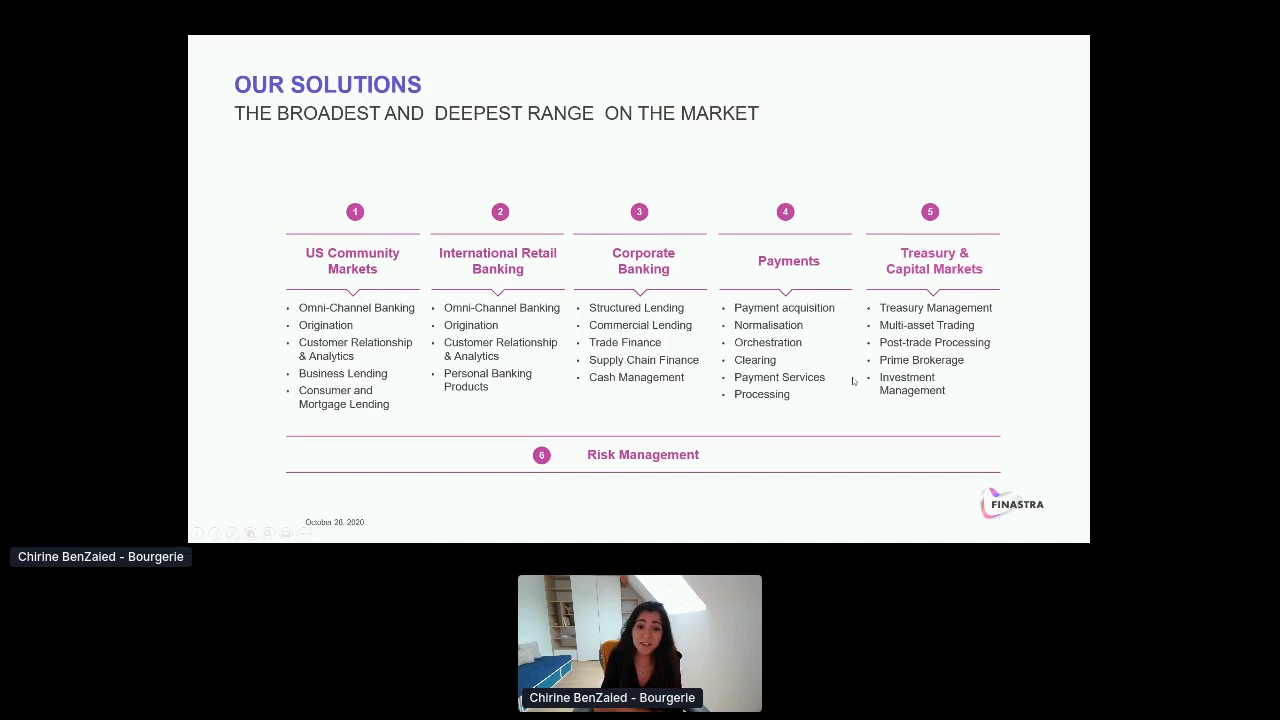 OUR SOLUTIONS
THE BROADEST AND DEEPEST RANGE ON THE MARKET
1
US Community
Markets
• Omni-Channel Banking
• Origination
• Customer Relationship
& Analytics
• Business Lending
• Consumer and
Mortgage Lending
2
International Retail
Banking
• Omni-Channel Banking
• Origination
• Customer Relationship
& Analytics
• Personal Banking
Products
3
Corporate
Banking
• Structured Lending
• Commercial Lending
• Trade Finance
• Supply Chain Finance
• Cash Management
4
Payments
• Payment acquisition
• Normalisation
• Orchestration
• Clearing
• Payment Services
• Processing
5
Treasury &
Capital Markets
• Treasury Management
• Multi-asset Trading
• Post-trade Processing
• Prime Brokerage
• Investment
Management
6 Risk Management
October 26, 2020
FINASTRA
Chirine BenZaied - Bourgerie
Chirine BenZaied - Bourgerie